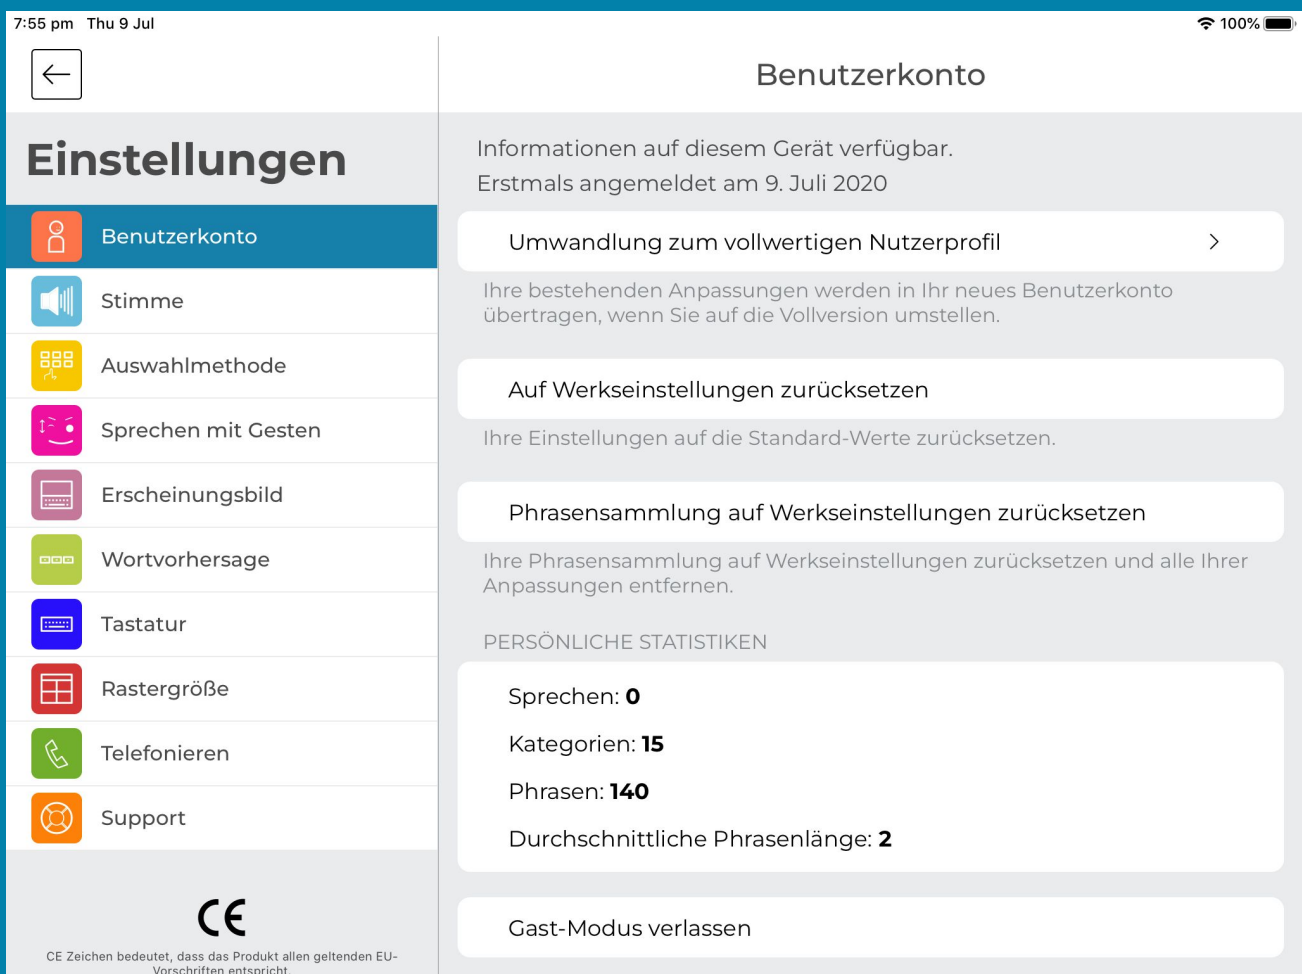 7:55 pm Thu 9 Jul
100%
Einstellungen
Benutzerkonto
Stimme
Auswahlmethode
Sprechen mit Gesten
Erscheinungsbild
Wortvorhersage
Tastatur
Rastergröße
Telefonieren
Support
CE
CE Zeichen bedeutet, dass das Produkt allen geltenden EU-
Vorschriften entspricht.
Benutzerkonto
Informationen auf diesem Gerät verfügbar.
Erstmals angemeldet am 9. Juli 2020
Umwandlung zum vollwertigen Nutzerprofil
Ihre bestehenden Anpassungen werden in Ihr neues Benutzerkonto
übertragen, wenn Sie auf die Vollversion umstellen.
Auf Werkseinstellungen zurücksetzen
Ihre Einstellungen auf die Standard-Werte zurücksetzen.
Phrasensammlung auf Werkseinstellungen zurücksetzen
Ihre Phrasensammlung auf Werkseinstellungen zurücksetzen und alle Ihrer
Anpassungen entfernen.
PERSÖNLICHE STATISTIKEN
Sprechen: 0
Kategorien: 15
Phrasen: 140
Durchschnittliche Phrasenlänge: 2
Gast-Modus verlassen